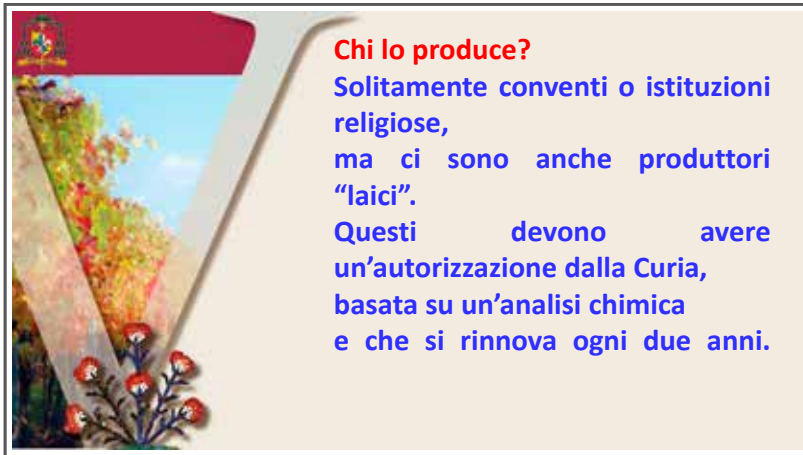 Chi lo produce?
Solitamente conventi o istituzioni
religiose,
ma ci sono anche produttori
“laici”.
Questi devono avere
un’autorizzazione dalla Curia,
basata su un’analisi chimica
e che si rinnova ogni due anni.